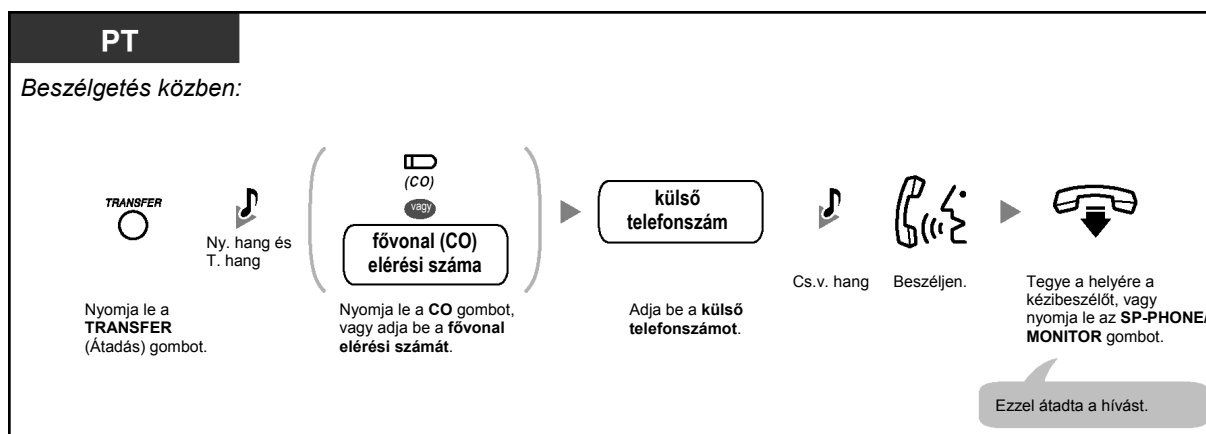 PT
Beszélgetés közben:
TRANSFER
Ny. hang és
T. hang
(CO)
vagy
fővonal (CO)
elérési száma
külső
telefonszám
Cs.v. hang
Beszéljen.
Nyomja le a
TRANSFER
(Átadás) gombot.
Nyomja le a CO gombot,
vagy adja be a fővonal
elérési számát.
Adja be a külső
telefonszámot.
Tegye a helyére a
kézibeszélőt, vagy
nyomja le az SP-PHONE/
MONITOR gombot.
Ezzel átadta a hívást.